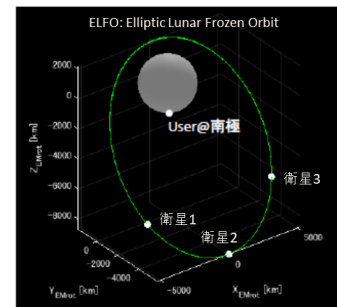 ELFO: Elliptic Lunar Frozen Orbit
2000
0
-2000
-4000
-6000
-8000
Z_EMrot [km]
User@南極
衛星3
衛星1
衛星2
0
-2000
-4000
Y_EMrot. [km]
-5000
0
5000
X_EMrot. [km]